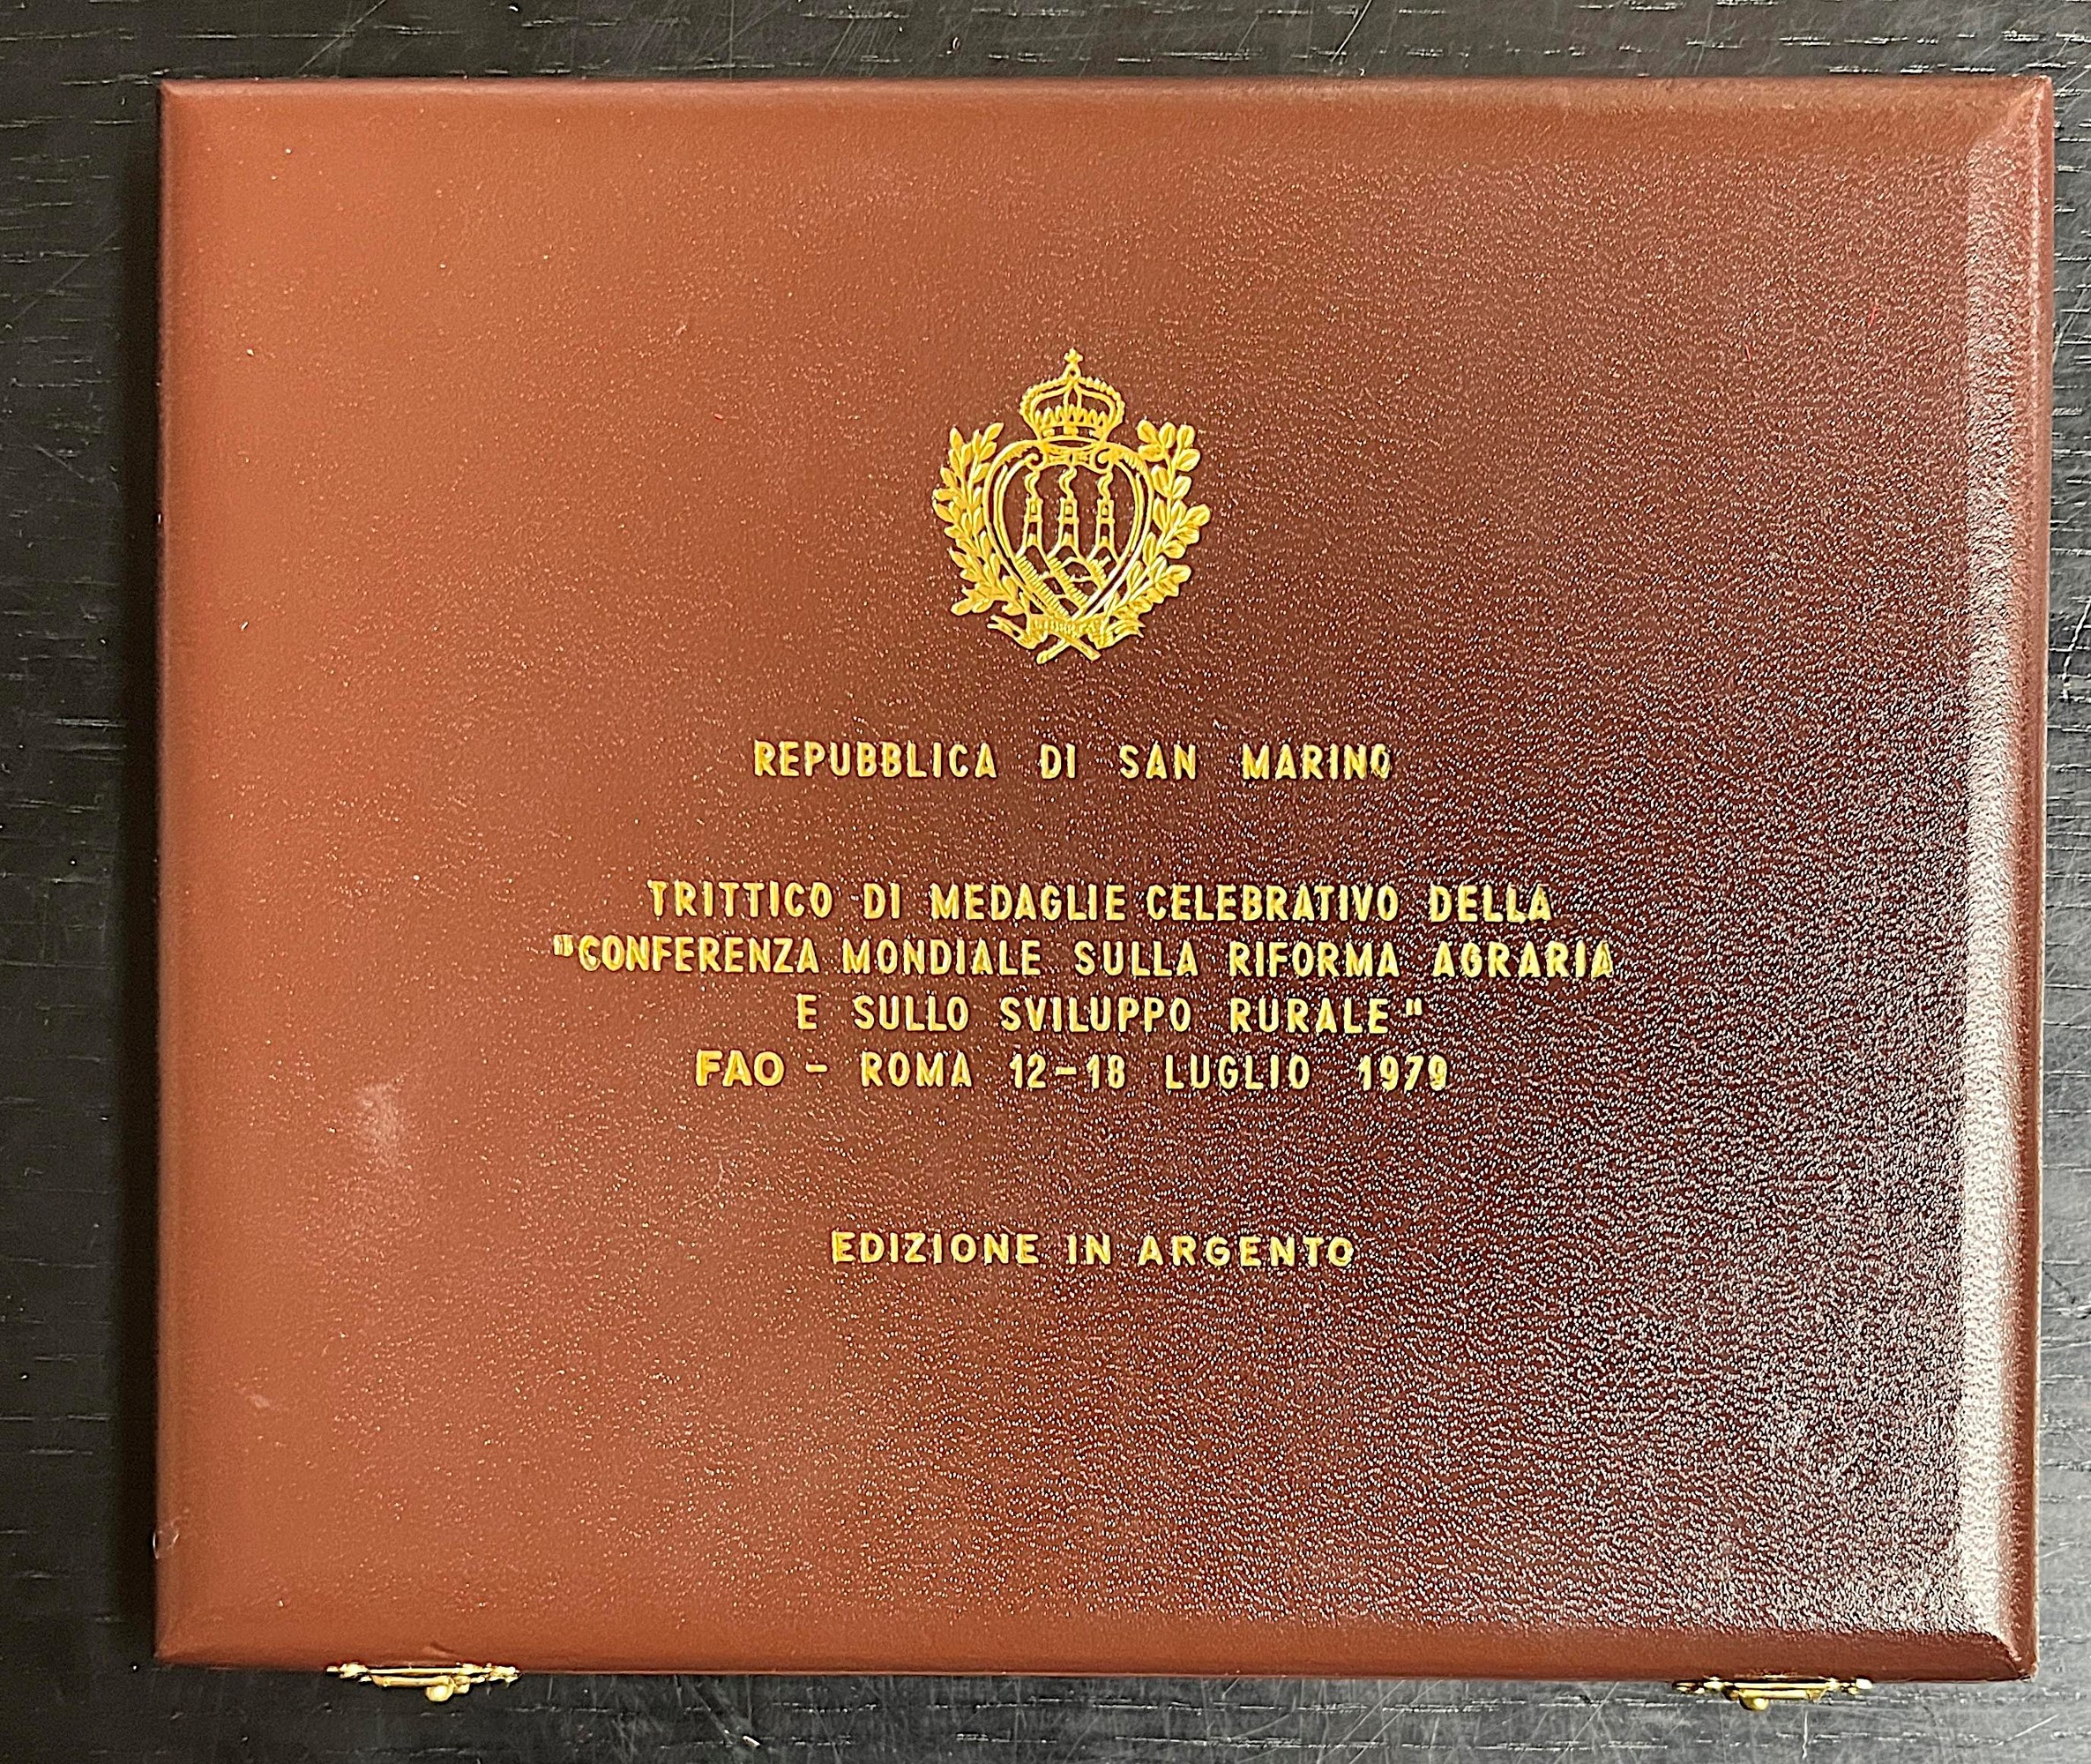 LIBERTAS
REPUBBLICA DI SAN MARINO
TRITTICO DI MEDAGLIE CELEBRATIVO DELLA
"CONFERENZA MONDIALE SULLA RIFORMA AGRARIA
E SULLO SVILUPPO RURALE"
FAO - ROMA 12-18 LUGLIO 1979
EDIZIONE IN ARGENTO